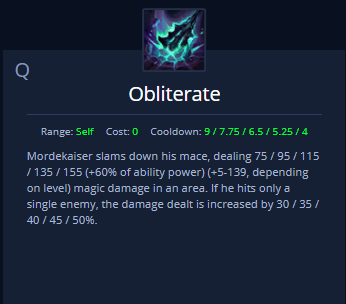 Q
Obliterate
Range: Self Cost: 0 Cooldown: 9 / 7.75 / 6.5 / 5.25 / 4
Mordekaiser slams down his mace, dealing 75 / 95 / 115
/ 135 / 155 (+60% of ability power) (+5-139, depending
on level) magic damage in an area. If he hits only a
single enemy, the damage dealt is increased by 30 / 35 /
40 / 45 / 50%.